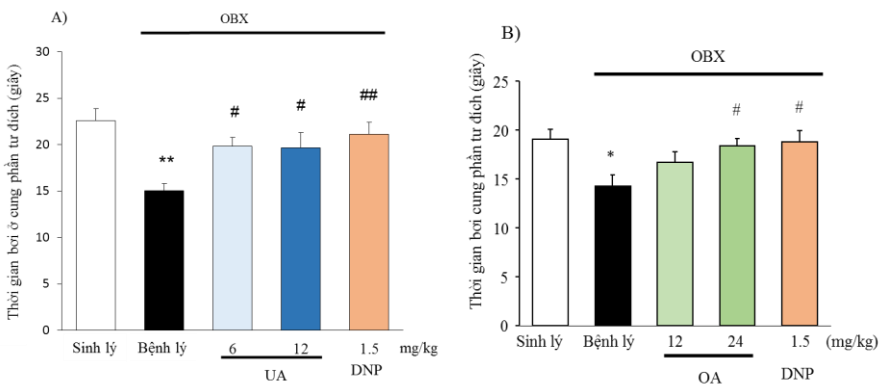 A)
OBX
Thời gian bơi ở cung phần tư đích (giây)
30
25
20
15
10
5
0
**
#
#
##
Sinh lý
Bệnh lý
6
12
1.5
mg/kg
UA
DNP
B)
OBX
Thời gian bơi cung phần tư đích (giây)
25
20
15
10
5
0
*
#
#
Sinh lý
Bệnh lý
12
24
1.5
(mg/kg)
OA
DNP